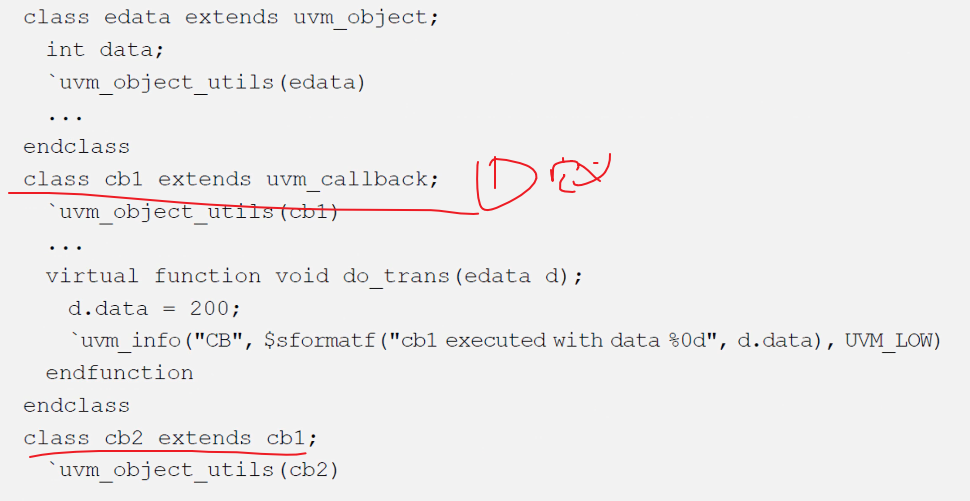 class edata extends uvm_object;
int data;
`uvm_object_utils(edata)
...
endclass
class cb1 extends uvm_callback;
`uvm_object_utils(cb1)
...
virtual function void do_trans(edata d);
d.data = 200;
`uvm_info("CB", $sformatf("cb1 executed with data %0d", d.data), UVM_LOW)
endfunction
endclass
class cb2 extends cb1;
`uvm_object_utils(cb2)